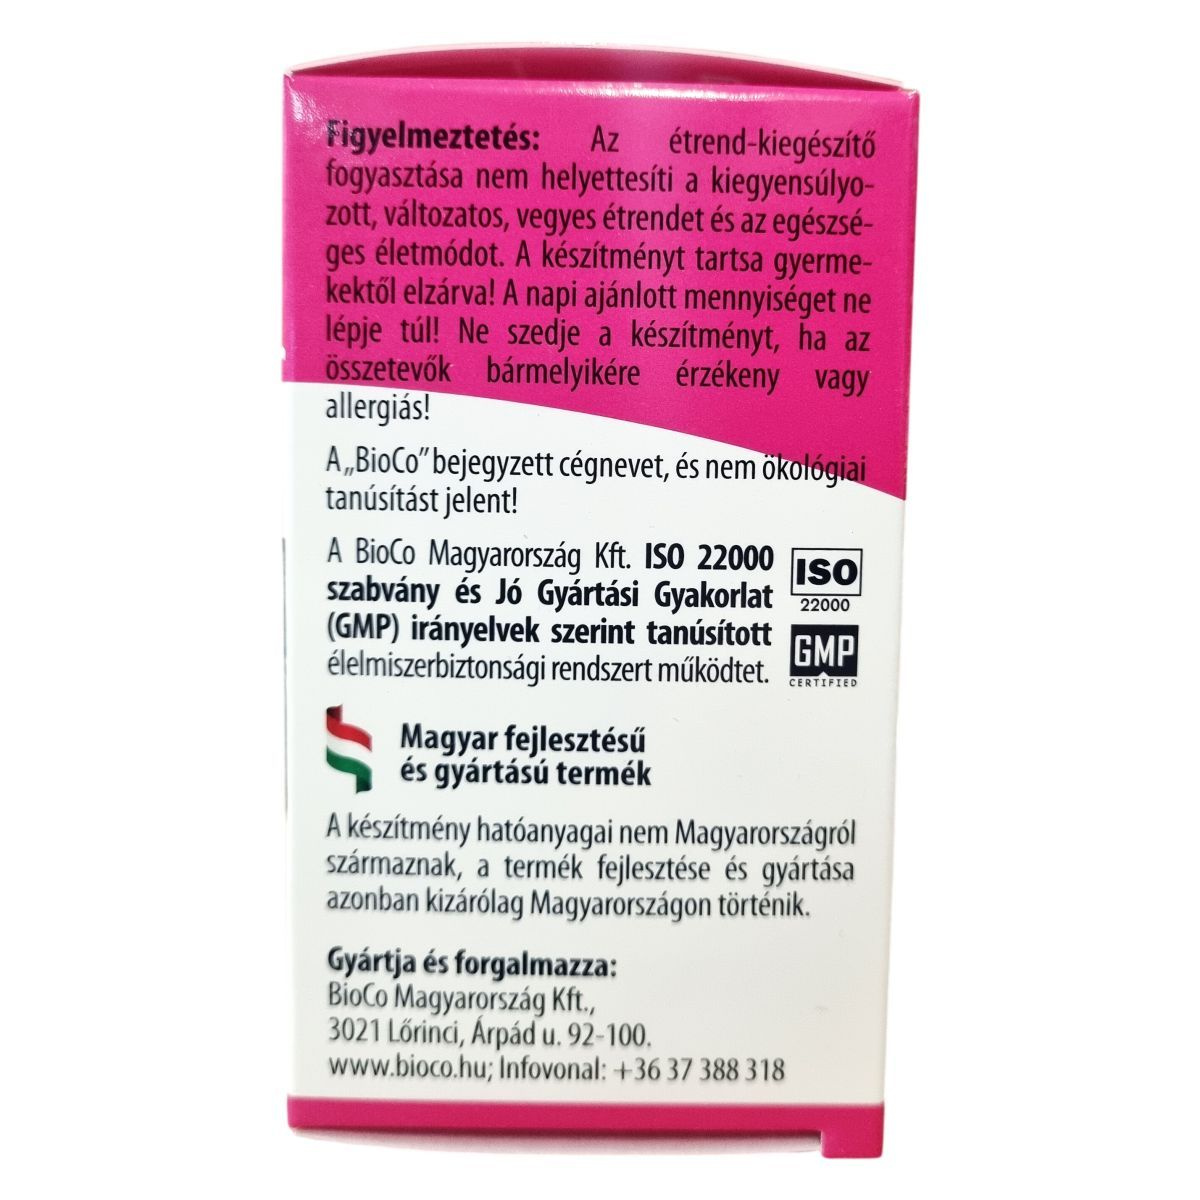 Figyelmeztetés: Az étrend-kiegészítő
fogyasztása nem helyettesíti a kiegyensúlyo-
zott, változatos, vegyes étrendet és az egészsé-
ges életmódot. A készítményt tartsa gyerme-
kektől elzárva! A napi ajánlott mennyiséget ne
lépje túl! Ne szedje a készítményt, ha az
összetevők bármelyikére érzékeny vagy
allergiás!
A „BioCo” bejegyzett cégnevet, és nem ökológiai
tanúsítást jelent!
A BioCo Magyarország Kft. ISO 22000
szabvány és Jó Gyártási Gyakorlat
(GMP) irányelvek szerint tanúsított
élelmiszerbiztonsági rendszert működtet.
ISO
22000
GMP
CERTIFIED
Magyar fejlesztésű
és gyártású termék
A készítmény hatóanyagai nem Magyarországról
származnak, a termék fejlesztése és gyártása
azonban kizárólag Magyarországon történik.
Gyártja és forgalmazza:
BioCo Magyarország Kft.,
3021 Lőrinci, Árpád u. 92-100.
www.bioco.hu; Infovonal: +36 37 388 318